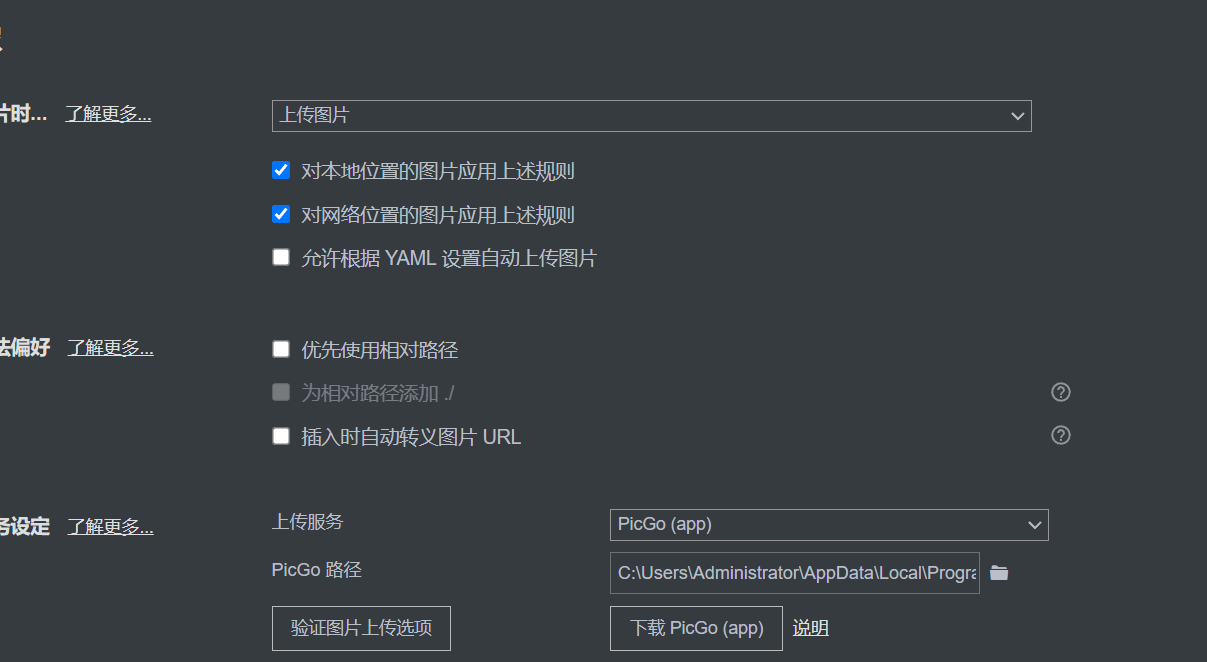 片时... 了解更多... 上传图片
对本地位置的图片应用上述规则
对网络位置的图片应用上述规则
允许根据 YAML 设置自动上传图片
法偏好 了解更多... 优先使用相对路径
为相对路径添加 ./
插入时自动转义图片 URL
务设定 了解更多... 上传服务 PicGo (app)
PicGo 路径 C:\Users\Administrator\AppData\Local\Progra
验证图片上传选项 下载 PicGo (app) 说明